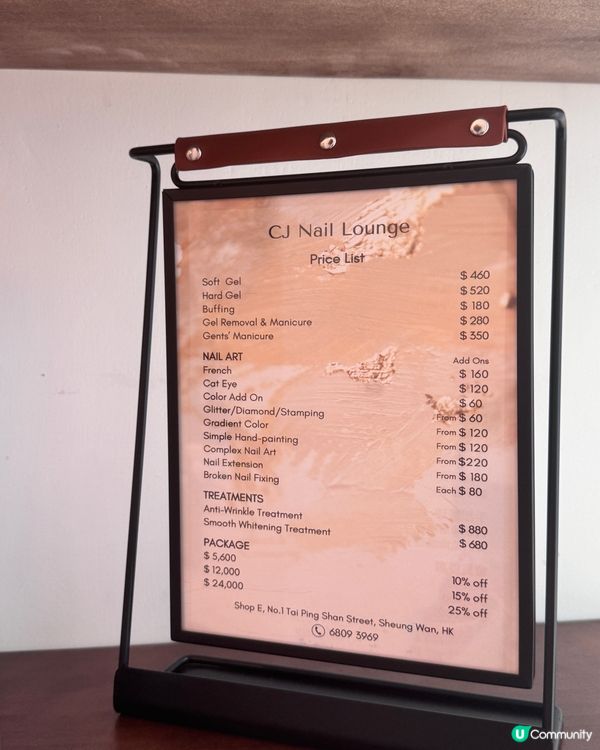 CJ Nail Lounge
Price List
Soft Gel $ 460
Hard Gel $ 520
Buffing $ 180
Gel Removal & Manicure $ 280
Gents' Manicure $ 350
NAIL ART Add Ons
French $ 160
Cat Eye $ 120
Color Add On $ 60
Glitter/Diamond/Stamping From $ 60
Gradient Color From $ 120
Simple Hand-painting From $ 120
Complex Nail Art From $220
Nail Extension From $ 180
Broken Nail Fixing Each $ 80
TREATMENTS
Anti-Wrinkle Treatment $ 880
Smooth Whitening Treatment $ 680
PACKAGE
$ 5,600 10% off
$ 12,000 15% off
$ 24,000 25% off
Shop E, No.1 Tai Ping Shan Street, Sheung Wan, HK
6809 3969
U Community